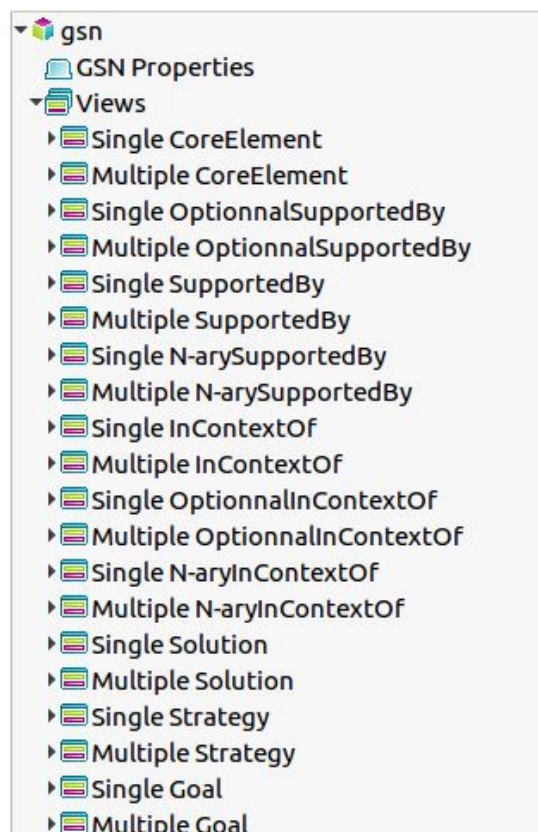 gsn
GSN Properties
Views
Single CoreElement
Multiple CoreElement
Single OptionnalSupportedBy
Multiple OptionnalSupportedBy
Single SupportedBy
Multiple SupportedBy
Single N-arySupportedBy
Multiple N-arySupportedBy
Single InContextOf
Multiple InContextOf
Single OptionnalInContextOf
Multiple OptionnalInContextOf
Single N-aryInContextOf
Multiple N-aryInContextOf
Single Solution
Multiple Solution
Single Strategy
Multiple Strategy
Single Goal
Multiple Goal